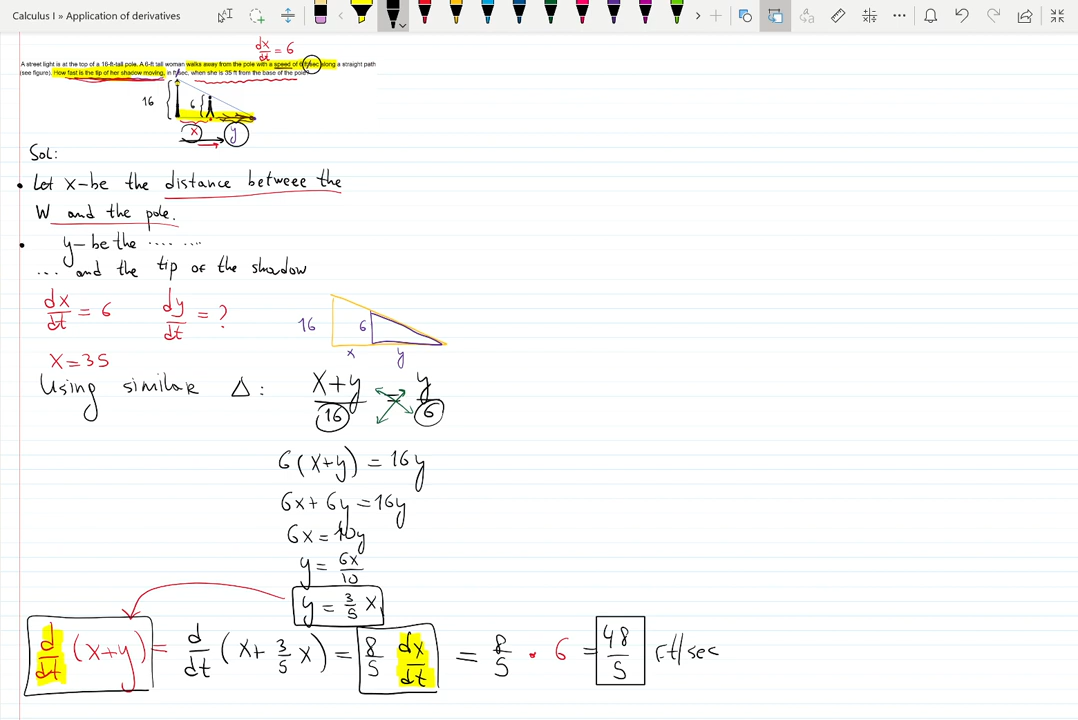 Calculus I » Application of derivatives
dx/dt = 6
A street light is at the top of a 16-ft-tall pole. A 6-ft tall woman walks away from the pole with a speed of 6 ft/sec along a straight path
(see figure). How fast is the tip of her shadow moving, in ft/sec, when she is 35 ft from the base of the pole?
16 6
x y
Sol:
• Let x-be the distance betweee the
W and the pole.
• y-be the ···· ····
... and the tip of the shadow
dx/dt = 6 dy/dt = ?
16 6
x y
x=35
Using similar Δ: (x+y)/16 = y/6
6(x+y) = 16y
6x+6y=16y
6x=10y
y = 6x/10
y = 3/5 x
d/dt (x+y) = d/dt (x+ 3/5 x) = 8/5 dx/dt = 8/5 · 6 = 48/5 ft/sec